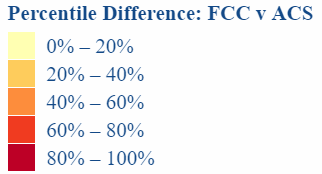 Percentile Difference: FCC v ACS
0% – 20%
20% – 40%
40% – 60%
60% – 80%
80% – 100%